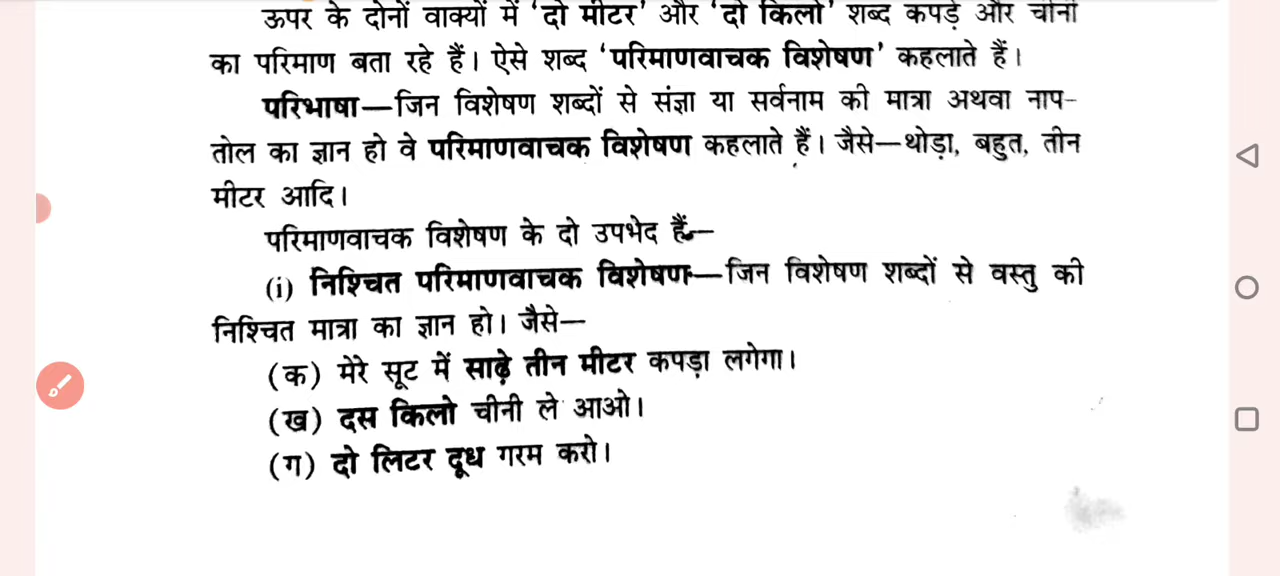 ऊपर के दोनों वाक्यों में ‘दो मीटर’ और ‘दो किलो’ शब्द कपड़े और चीनी
का परिमाण बता रहे हैं। ऐसे शब्द ‘परिमाणवाचक विशेषण’ कहलाते हैं।
परिभाषा—जिन विशेषण शब्दों से संज्ञा या सर्वनाम की मात्रा अथवा नाप-
तोल का ज्ञान हो वे परिमाणवाचक विशेषण कहलाते हैं। जैसे—थोड़ा, बहुत, तीन
मीटर आदि।
परिमाणवाचक विशेषण के दो उपभेद हैं—
(i) निश्चित परिमाणवाचक विशेषण—जिन विशेषण शब्दों से वस्तु की
निश्चित मात्रा का ज्ञान हो। जैसे—
(क) मेरे सूट में साढ़े तीन मीटर कपड़ा लगेगा।
(ख) दस किलो चीनी ले आओ।
(ग) दो लिटर दूध गरम करो।